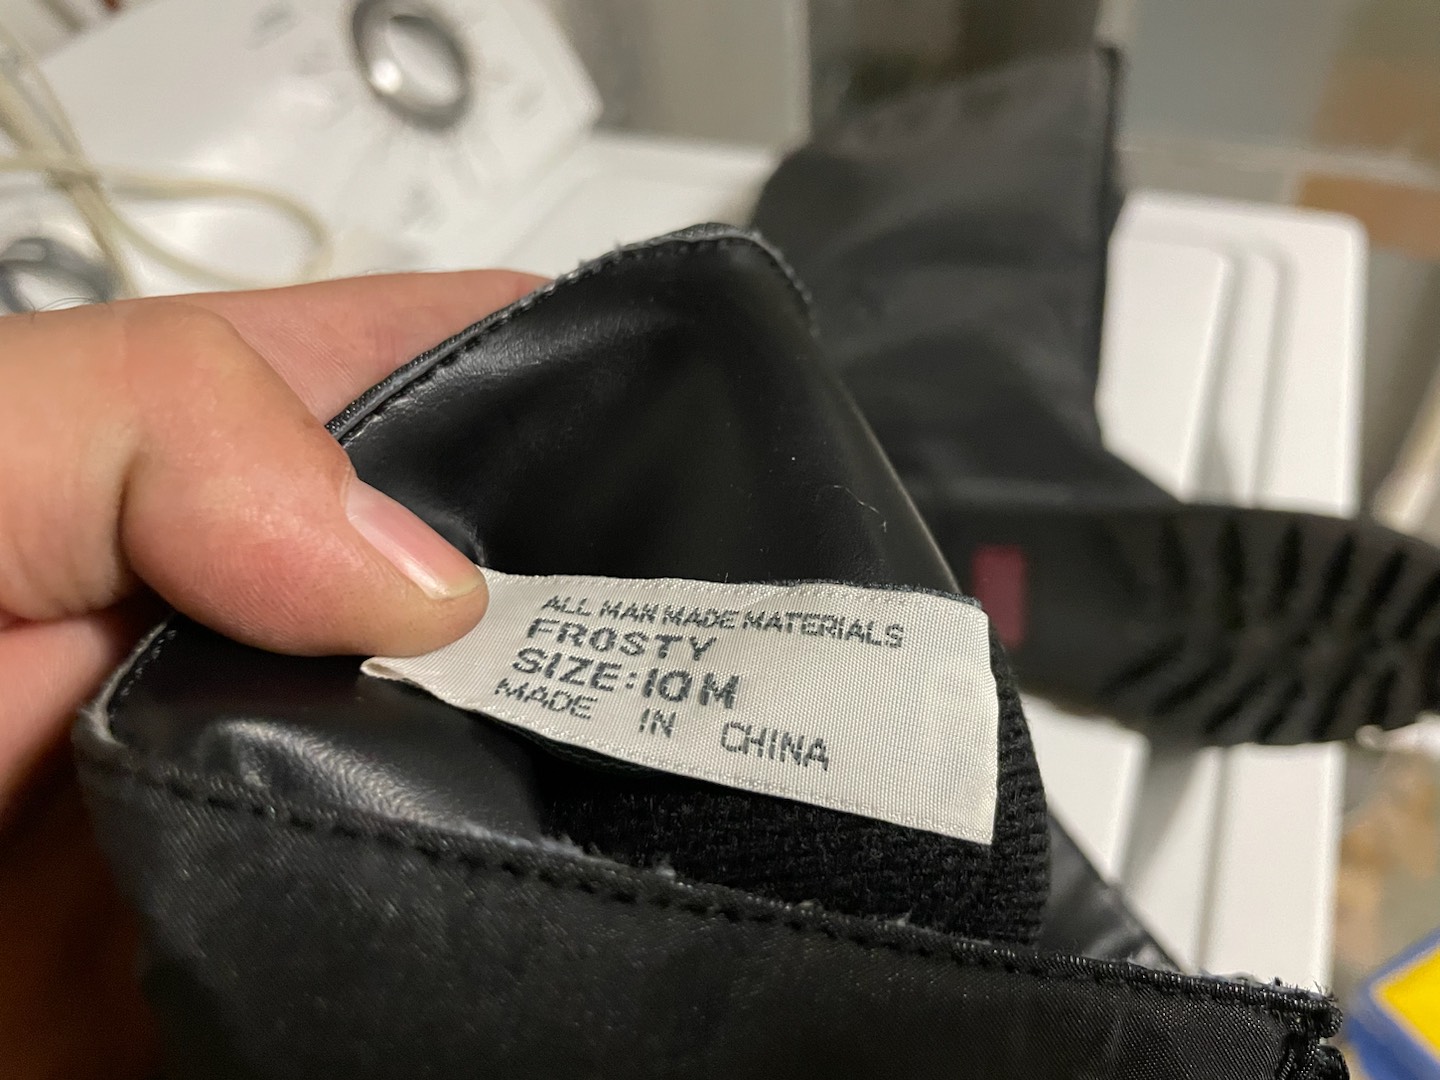 ALL MAN MADE MATERIALS
FROSTY
SIZE:10M
MADE IN CHINA